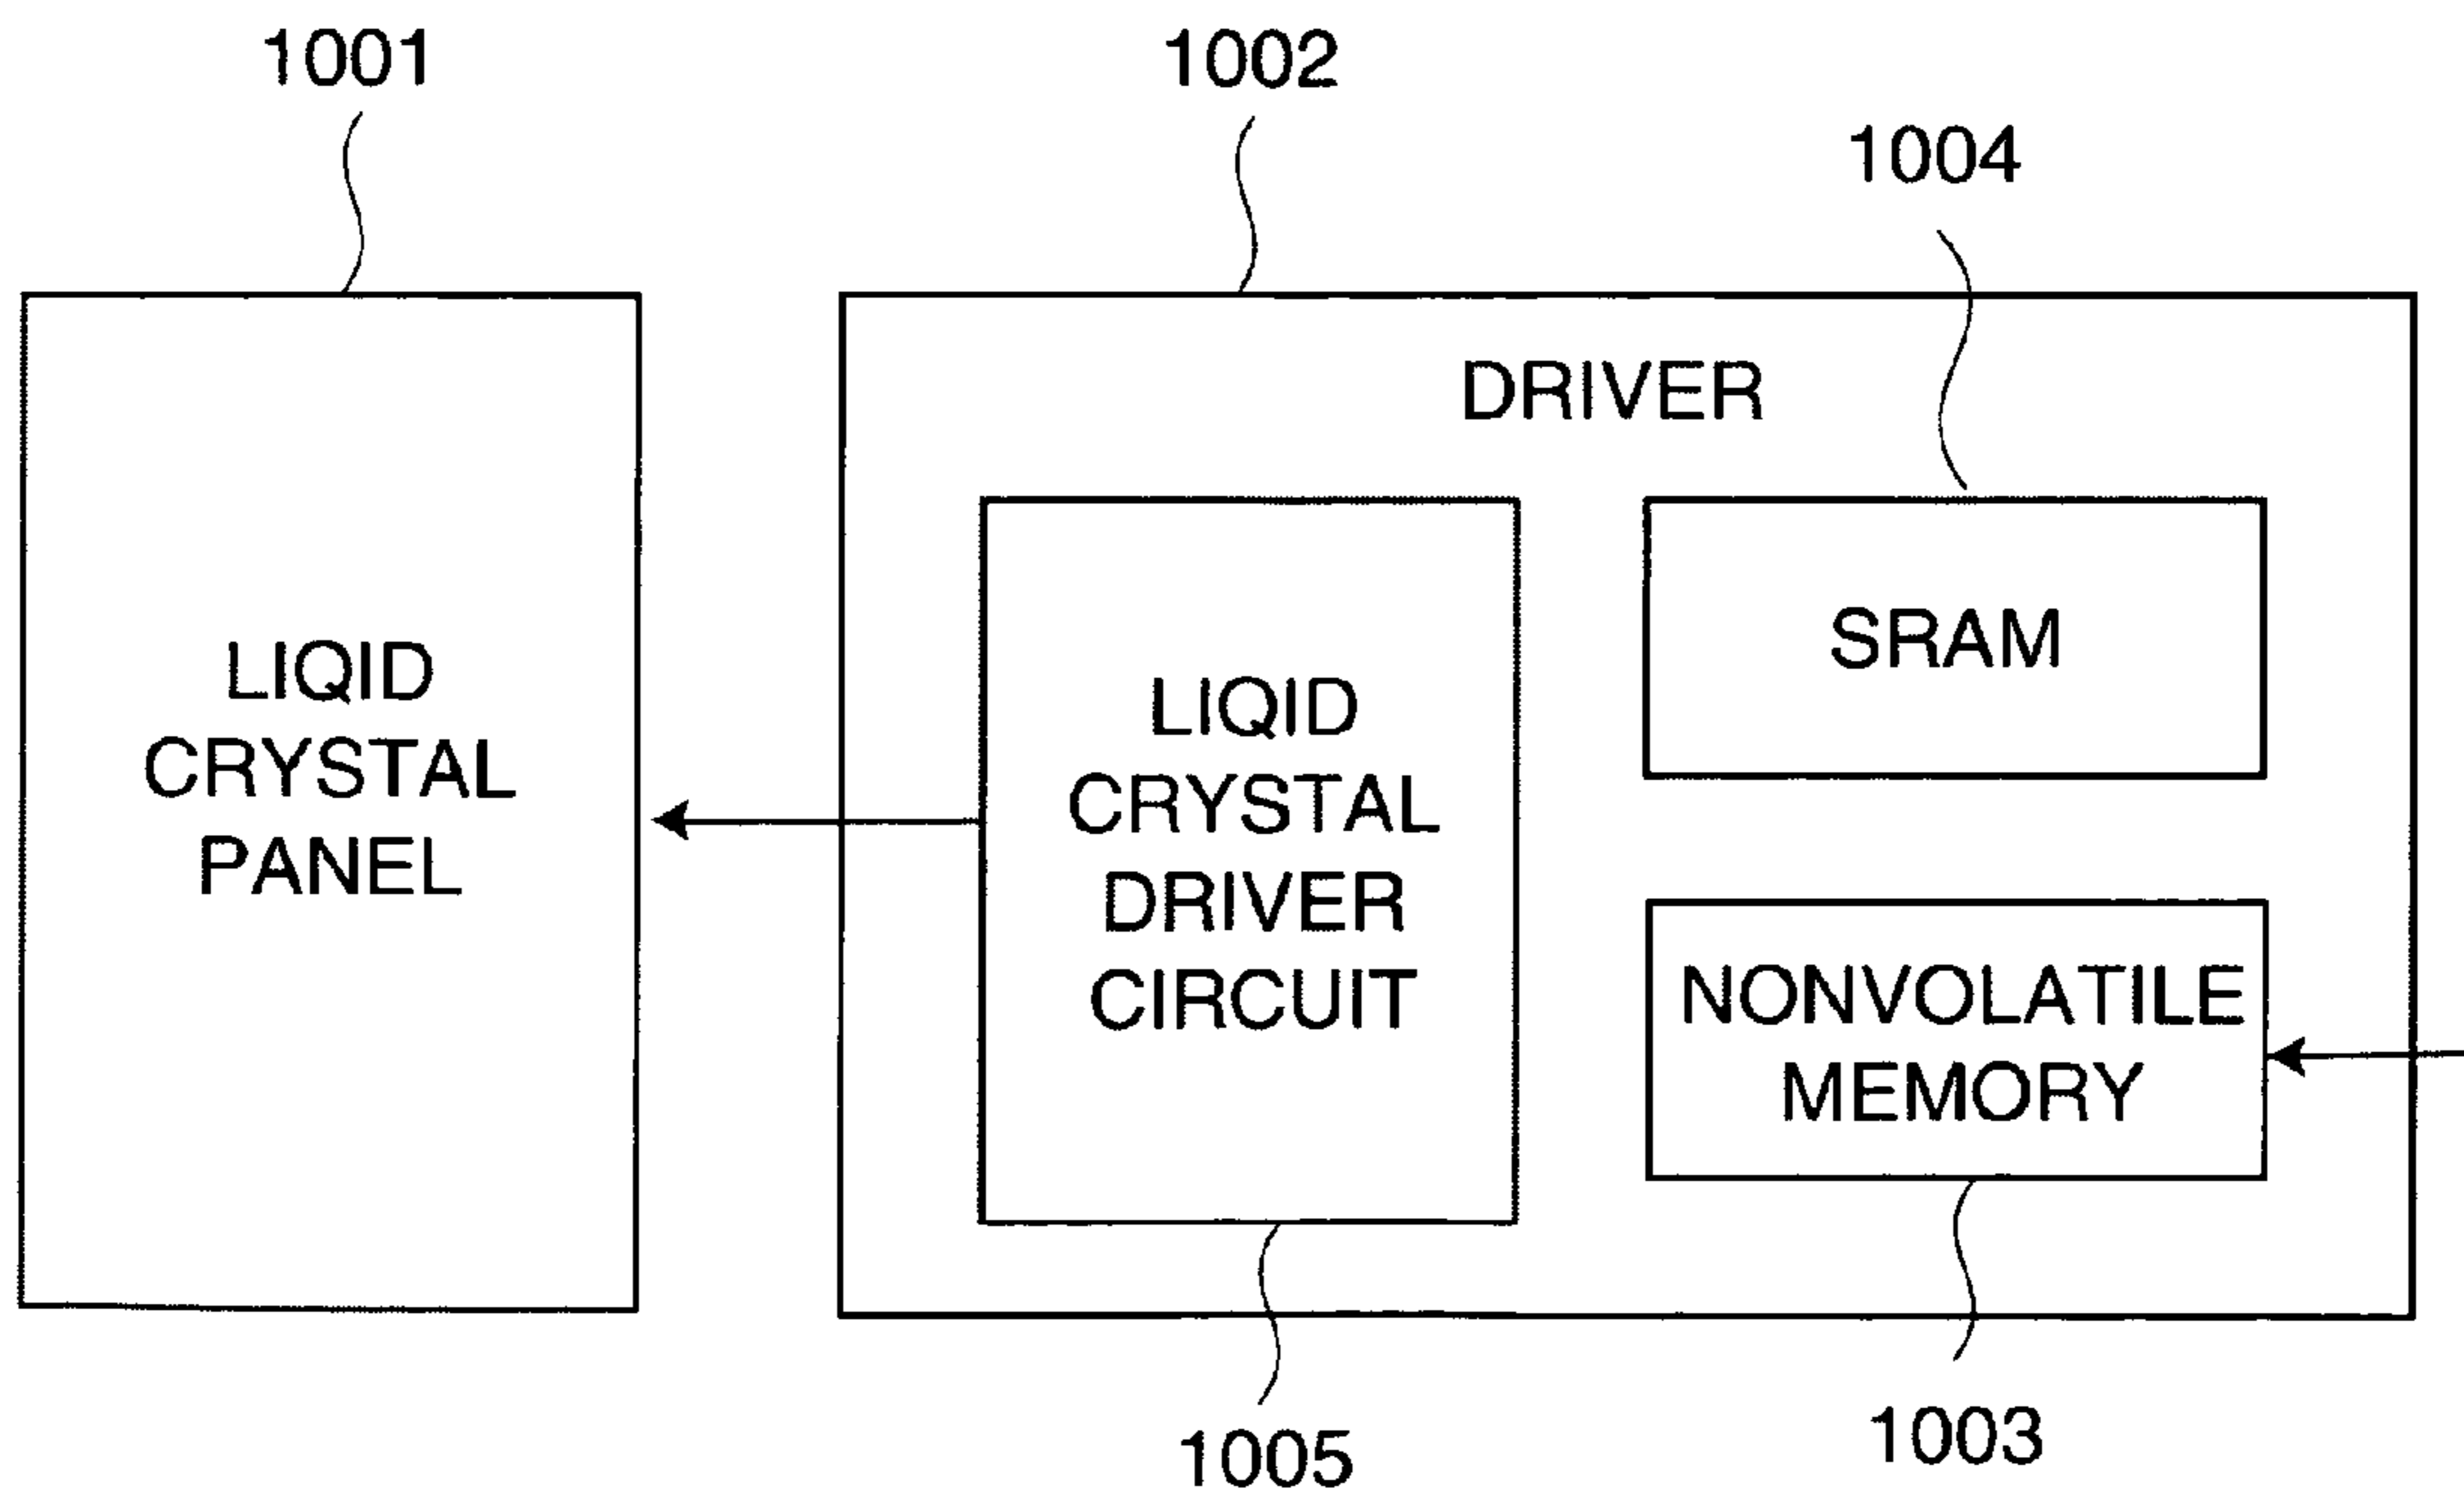 1001
1002
1004
DRIVER
LIQID
CRYSTAL
PANEL
LIQID
CRYSTAL
DRIVER
CIRCUIT
SRAM
NONVOLATILE
MEMORY
1005
1003